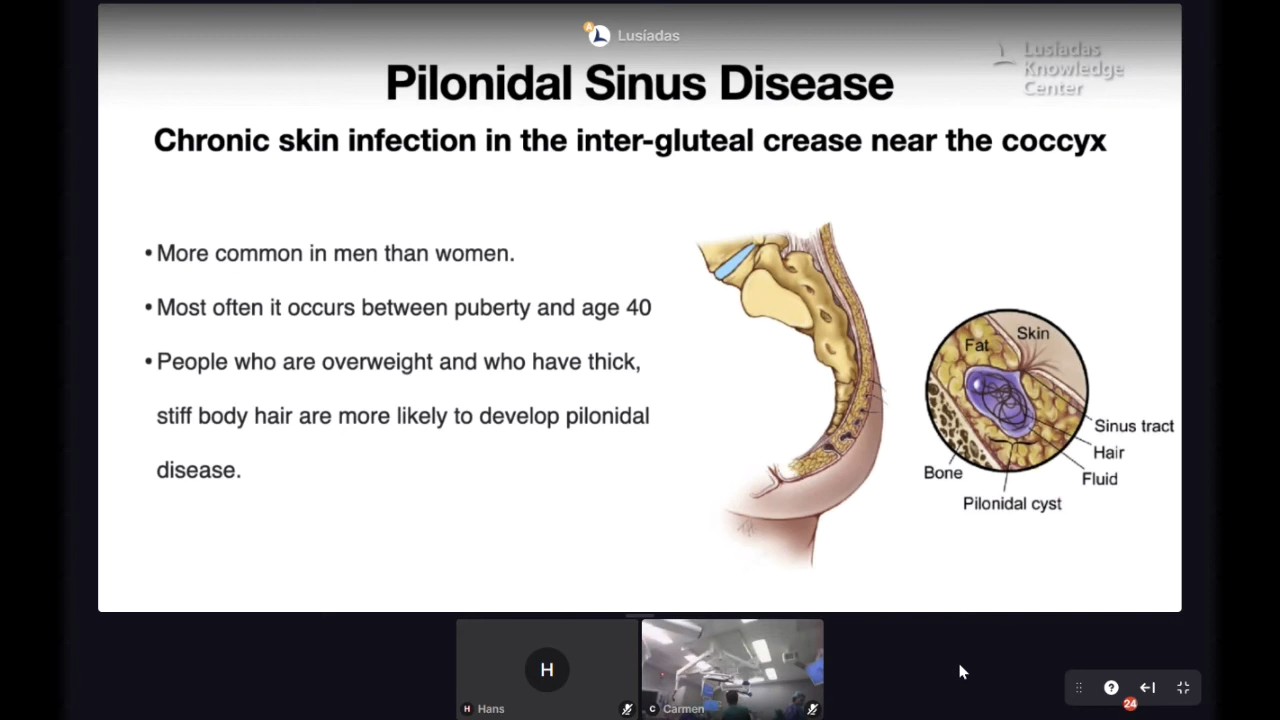 Lusíadas
Lusíadas
Knowledge
Center
Pilonidal Sinus Disease
Chronic skin infection in the inter-gluteal crease near the coccyx
• More common in men than women.
• Most often it occurs between puberty and age 40
• People who are overweight and who have thick,
stiff body hair are more likely to develop pilonidal
disease.
Skin
Fat
Sinus tract
Hair
Bone
Fluid
Pilonidal cyst
H
H Hans
C Carmen
?
24